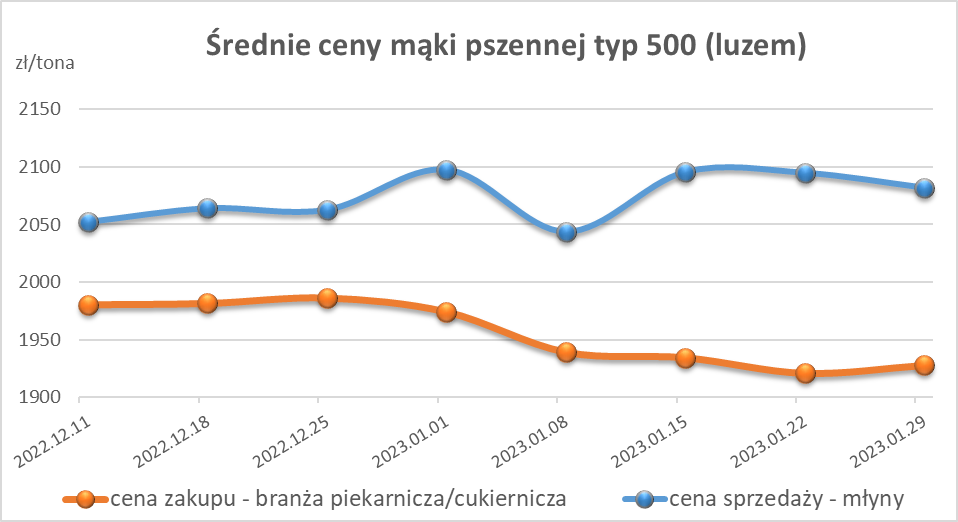 Średnie ceny mąki pszennej typ 500 (luzem)
zł/tona
2150
2100
2050
2000
1950
1900
2022.12.11 2022.12.18 2022.12.25 2023.01.01 2023.01.08 2023.01.15 2023.01.22 2023.01.29
cena zakupu - branża piekarnicza/cukiernicza cena sprzedaży - młyny